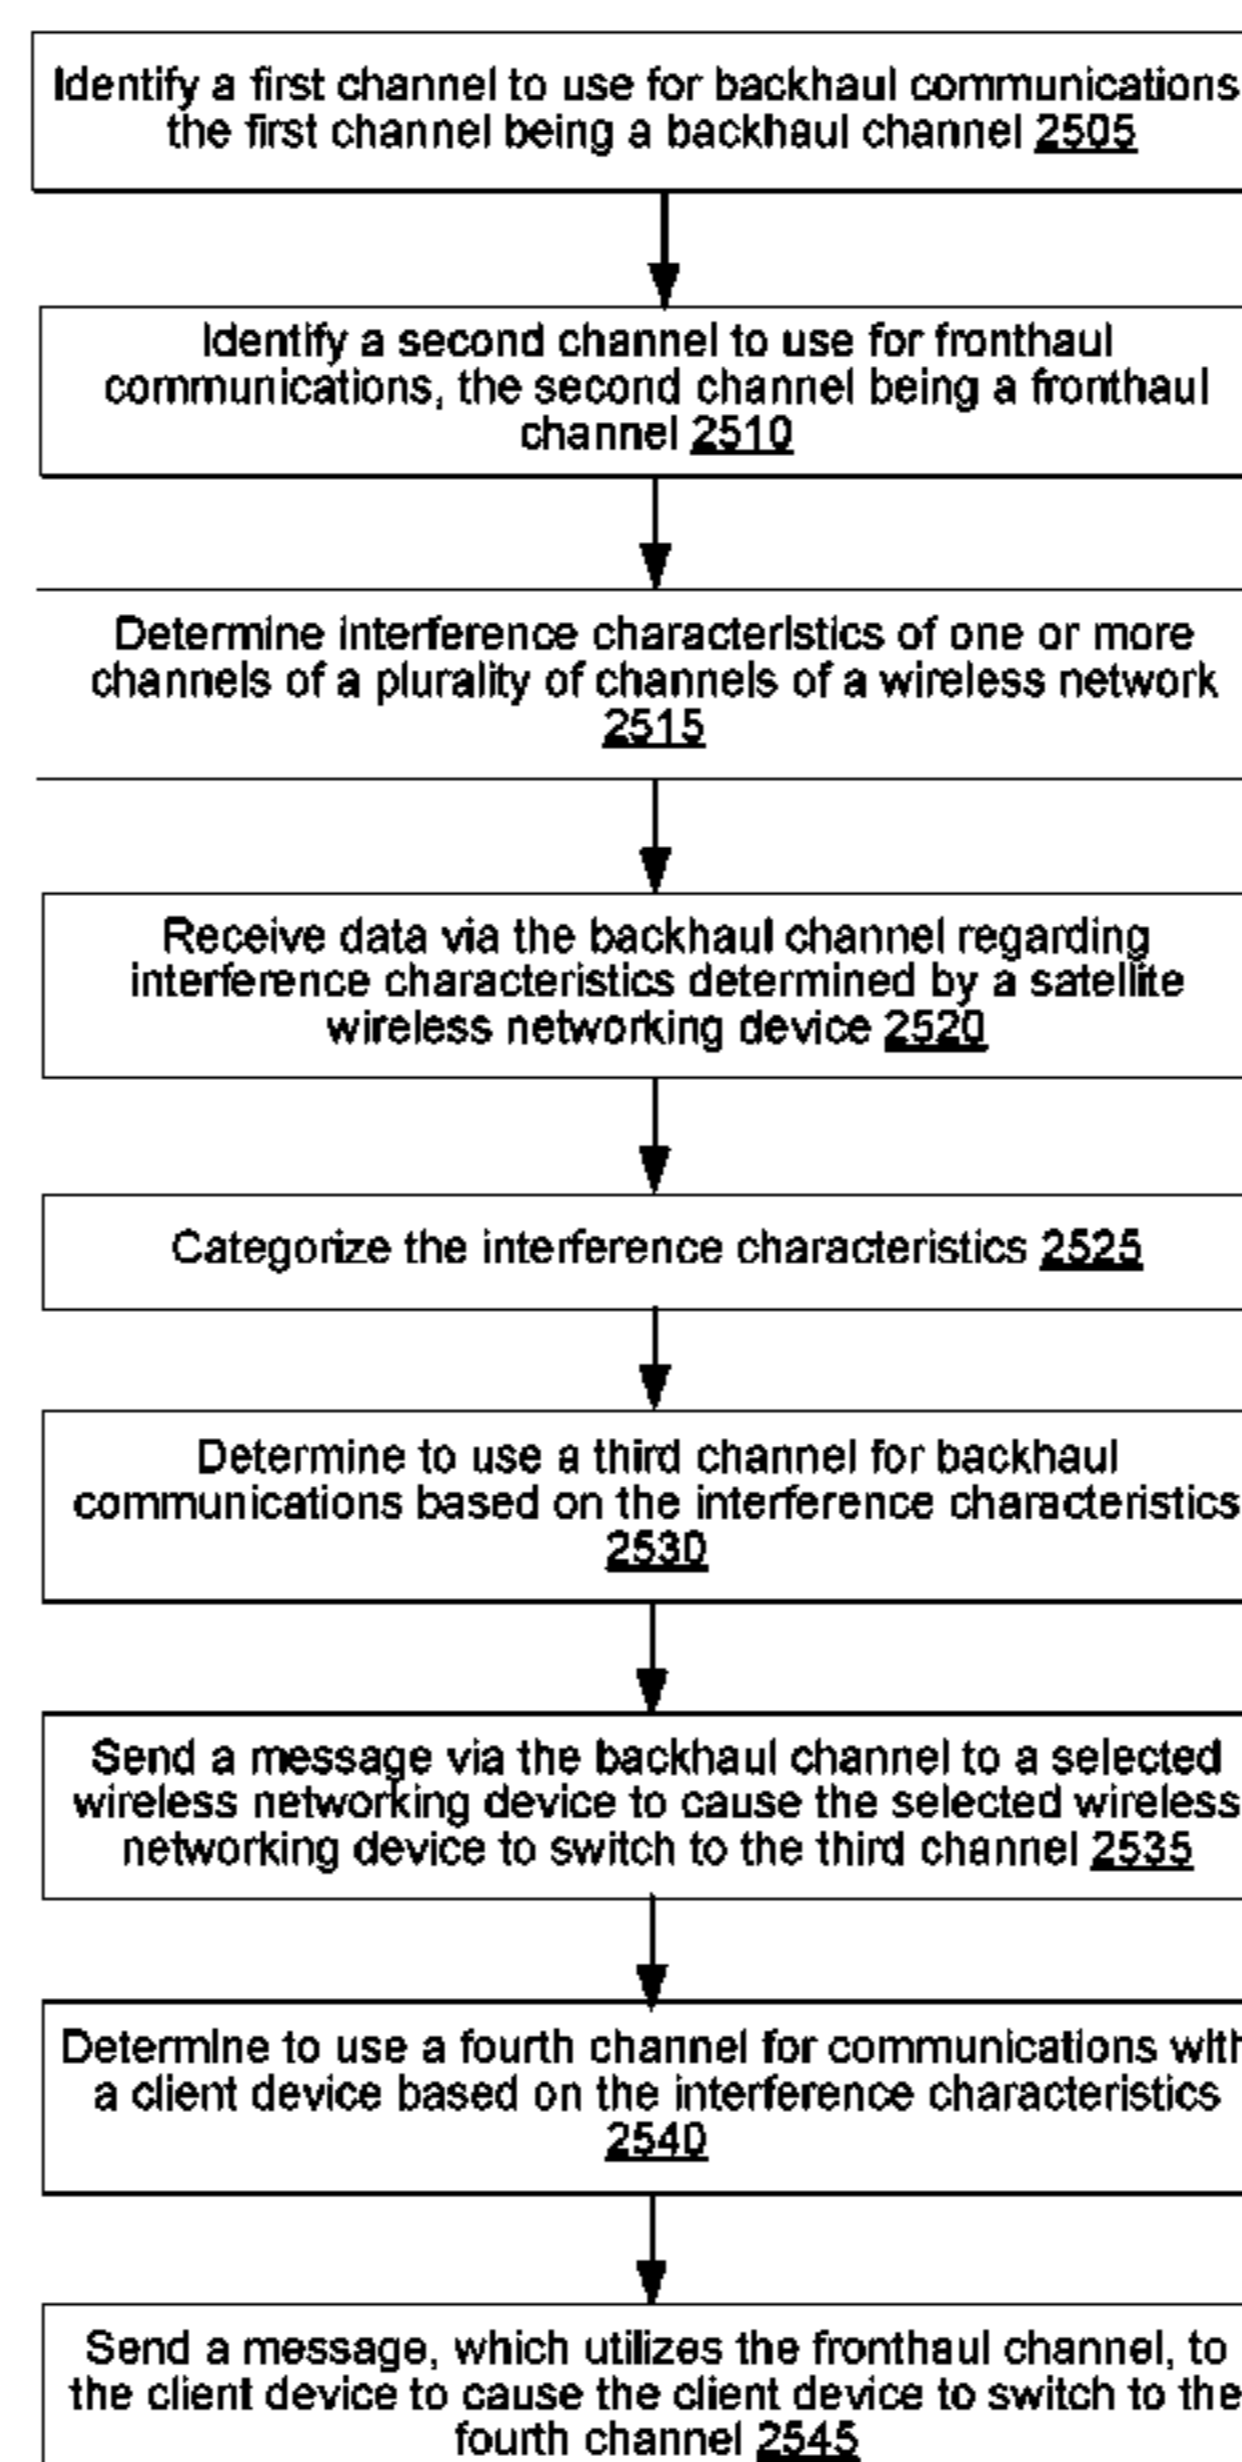 Identify a first channel to use for backhaul communications
the first channel being a backhaul channel 2505
Identify a second channel to use for fronthaul
communications, the second channel being a fronthaul
channel 2510
Determine interference characteristics of one or more
channels of a plurality of channels of a wireless network
2515
Receive data via the backhaul channel regarding
interference characteristics determined by a satellite
wireless networking device 2520
Categorize the interference characteristics 2525
Determine to use a third channel for backhaul
communications based on the interference characteristics
2530
Send a message via the backhaul channel to a selected
wireless networking device to cause the selected wireless
networking device to switch to the third channel 2535
Determine to use a fourth channel for communications with
a client device based on the interference characteristics
2540
Send a message, which utilizes the fronthaul channel, to
the client device to cause the client device to switch to the
fourth channel 2545